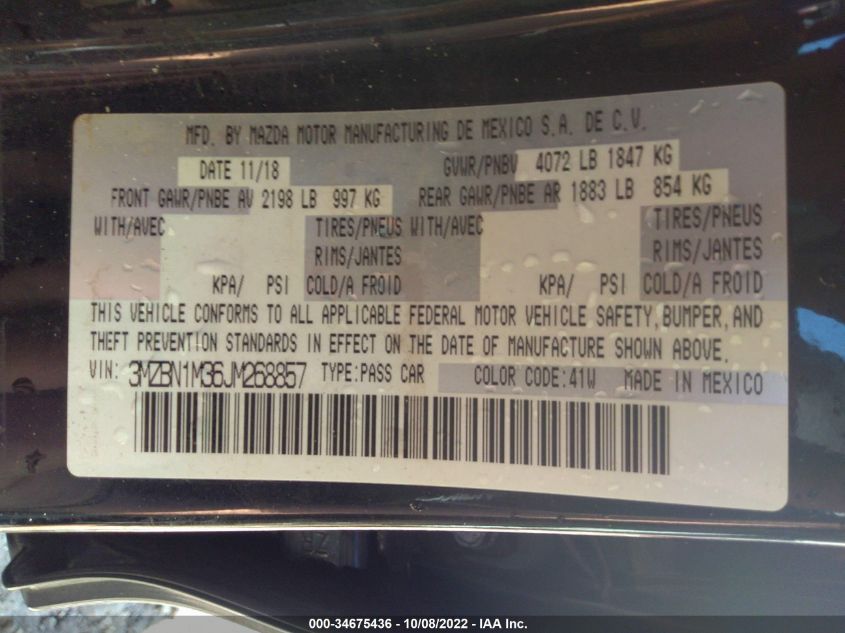 MFD. BY MAZDA MOTOR MANUFACTURING DE MEXICO S.A. DE C.V.
DATE 11/18 GVWR/PNBV 4072 LB 1847 KG
FRONT GAWR/PNBE AV 2198 LB 997 KG REAR GAWR/PNBE AR 1883 LB 854 KG
WITH/AVEC TIRES/PNEUS WITH/AVEC TIRES/PNEUS
RIMS/JANTES RIMS/JANTES
KPA/ PSI COLD/A FROID KPA/ PSI COLD/A FROID
THIS VEHICLE CONFORMS TO ALL APPLICABLE FEDERAL MOTOR VEHICLE SAFETY, BUMPER, AND
THEFT PREVENTION STANDARDS IN EFFECT ON THE DATE OF MANUFACTURE SHOWN ABOVE.
VIN: 3MZBN1M36JM268857 TYPE: PASS CAR COLOR CODE: 41W MADE IN MEXICO
000-34675436 - 10/08/2022 - IAA Inc.